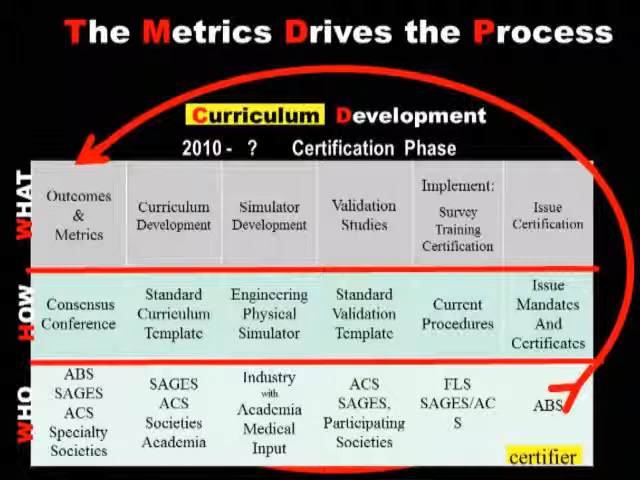 The Metrics Drives the Process
Curriculum Development
2010 - ? Certification Phase
WHAT
Outcomes
&
Metrics
Curriculum
Development
Simulator
Development
Validation
Studies
Implement:
Survey
Training
Certification
Issue
Certification
HOW
Consensus
Conference
Standard
Curriculum
Template
Engineering
Physical
Simulator
Standard
Validation
Template
Current
Procedures
Issue
Mandates
And
Certificates
WHO
ABS
SAGES
ACS
Specialty
Societies
SAGES
ACS
Societies
Academia
Industry
with
Academia
Medical
Input
ACS
SAGES,
Participating
Societies
FLS
SAGES/AC
S
ABS
certifier